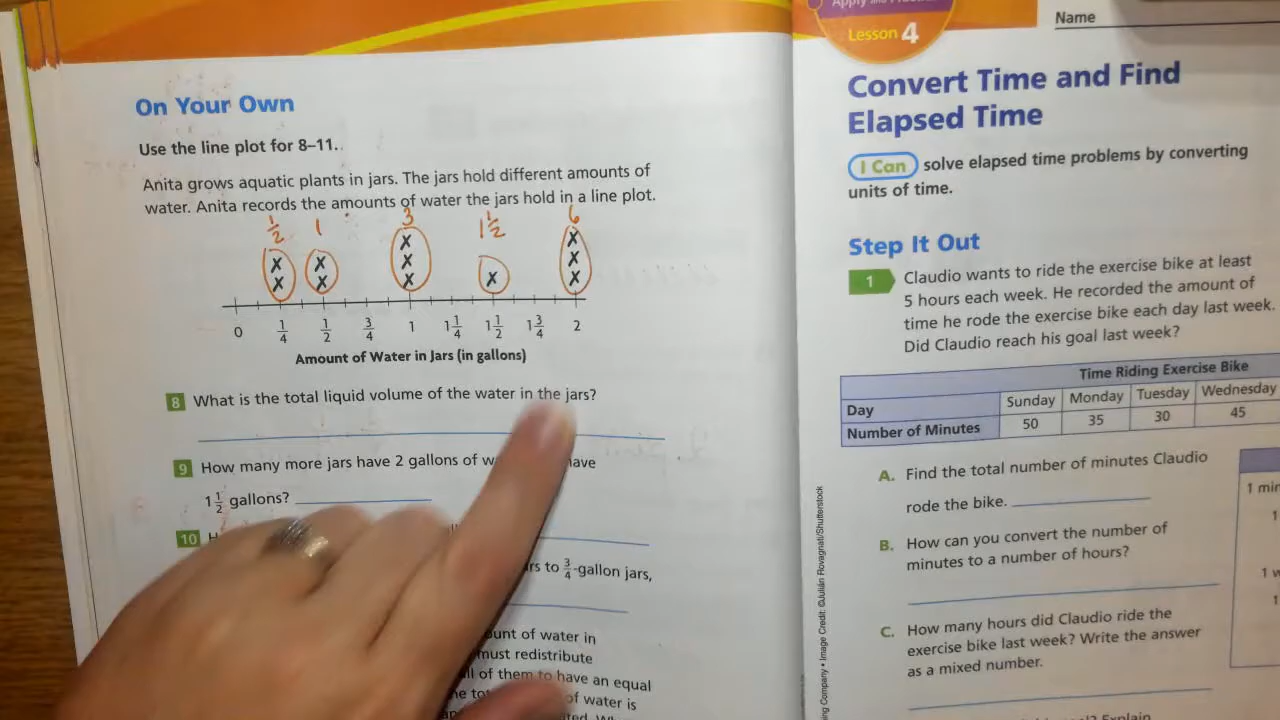 On Your Own
Use the line plot for 8–11.
Anita grows aquatic plants in jars. The jars hold different amounts of
water. Anita records the amounts of water the jars hold in a line plot.
1/2 1 3 1 1/2 6
0 1/4 1/2 3/4 1 1 1/4 1 1/2 1 3/4 2
Amount of Water in Jars (in gallons)
8 What is the total liquid volume of the water in the jars?
9 How many more jars have 2 gallons of
1 1/2 gallons?
10
to 3/4-gallon jars,
of water in
must redistribute
of them to have an equal
of water is
Apply and
Lesson 4
Name
Convert Time and Find
Elapsed Time
I Can solve elapsed time problems by converting
units of time.
Step It Out
1 Claudio wants to ride the exercise bike at least
5 hours each week. He recorded the amount of
time he rode the exercise bike each day last week.
Did Claudio reach his goal last week?
Time Riding Exercise Bike
Day Sunday Monday Tuesday Wednesday
Number of Minutes 50 35 30 45
A. Find the total number of minutes Claudio
rode the bike.
B. How can you convert the number of
minutes to a number of hours?
C. How many hours did Claudio ride the
exercise bike last week? Write the answer
as a mixed number.
1
1
1
1
Company • Image Credit: ©Julian Rovagnati/Shutterstock